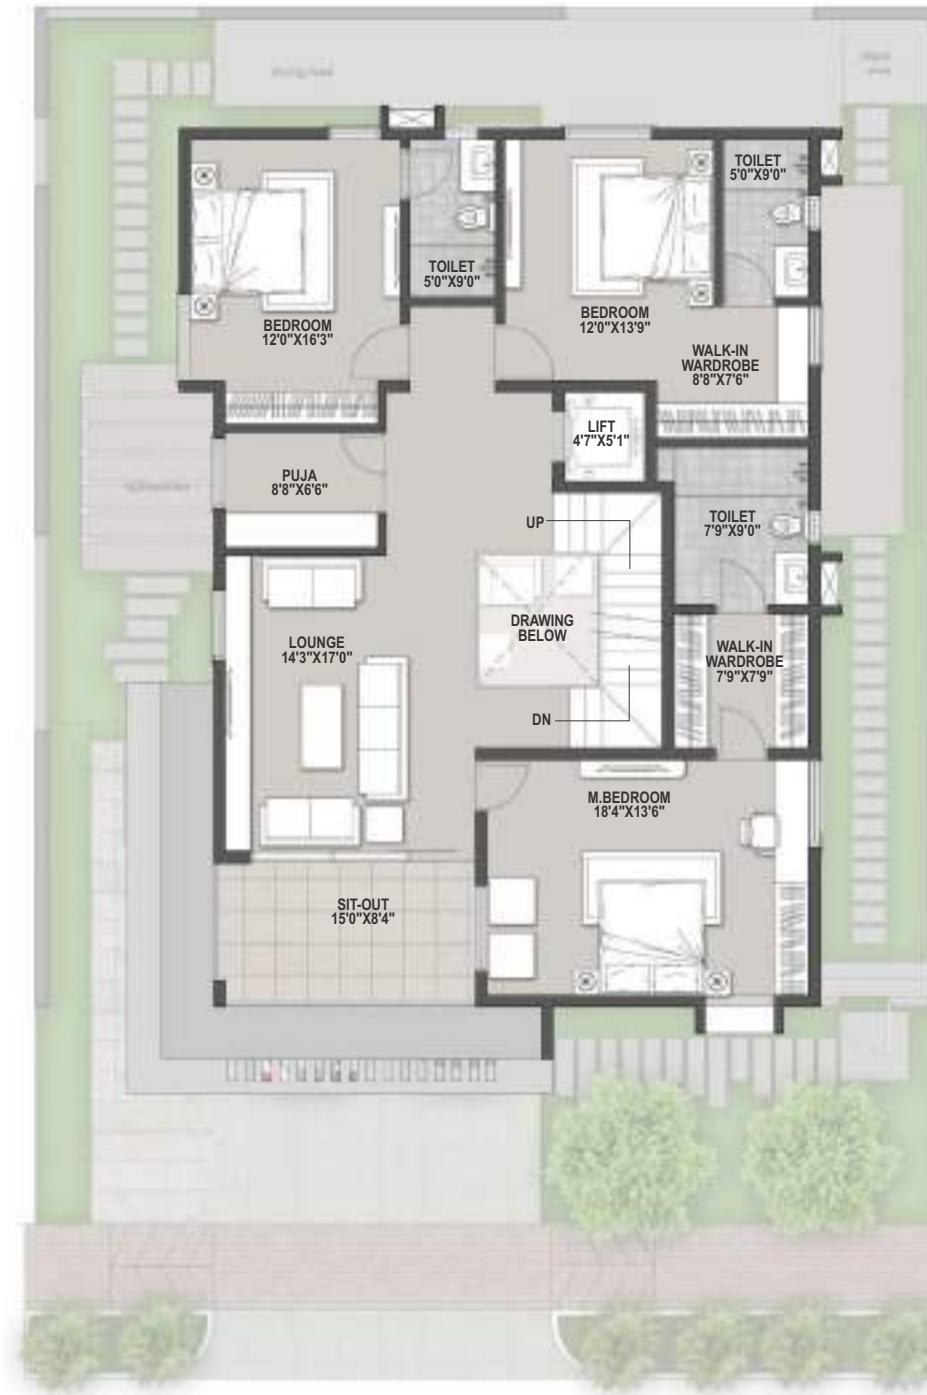 TOILET
5'0"X9'0"
TOILET
5'0"X9'0"
BEDROOM
12'0"X16'3"
BEDROOM
12'0"X13'9"
WALK-IN
WARDROBE
8'8"X7'6"
LIFT
4'7"X5'1"
PUJA
8'8"X6'6"
UP
TOILET
7'9"X9'0"
DRAWING
BELOW
LOUNGE
14'3"X17'0"
WALK-IN
WARDROBE
7'9"X7'9"
DN
M.BEDROOM
18'4"X13'6"
SIT-OUT
15'0"X8'4"